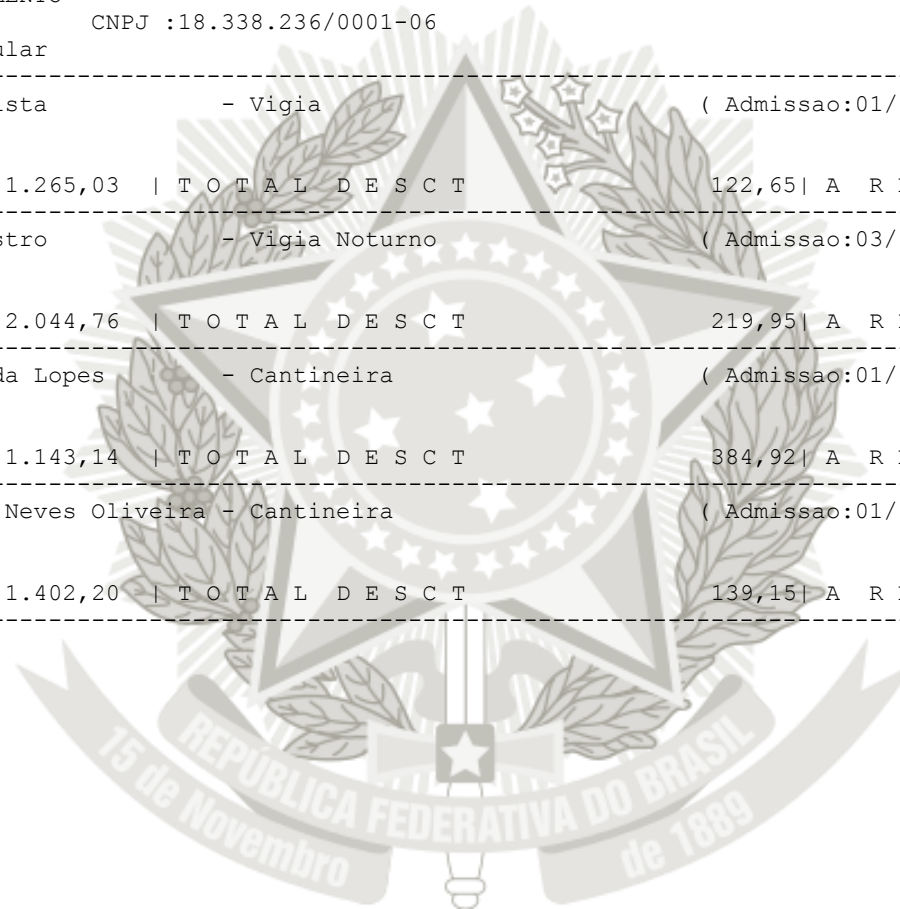 CNPJ :18.338.236/0001-06
ular
--------------------------------------------------------------------------
ista - Vigia ( Admissao:01/
1.265,03 | T O T A L D E S C T 122,65| A R
--------------------------------------------------------------------------
stro - Vigia Noturno ( Admissao:03/
2.044,76 | T O T A L D E S C T 219,95| A R
--------------------------------------------------------------------------
da Lopes - Cantineira ( Admissao:01/
1.143,14 | T O T A L D E S C T 384,92| A R
--------------------------------------------------------------------------
Neves Oliveira - Cantineira ( Admissao:01/
1.402,20 | T O T A L D E S C T 139,15| A R
--------------------------------------------------------------------------
REPÚBLICA FEDERATIVA DO BRASIL
15 de Novembro de 1889